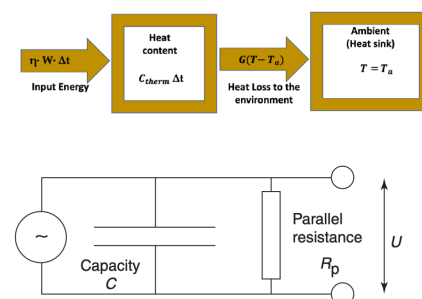 η· W· Δt
Input Energy
Heat
content
C_therm Δt
G(T− T_a)
Heat Loss to the
environment
Ambient
(Heat sink)
T = T_a
~
Capacity
C
Parallel
resistance
R_p
U